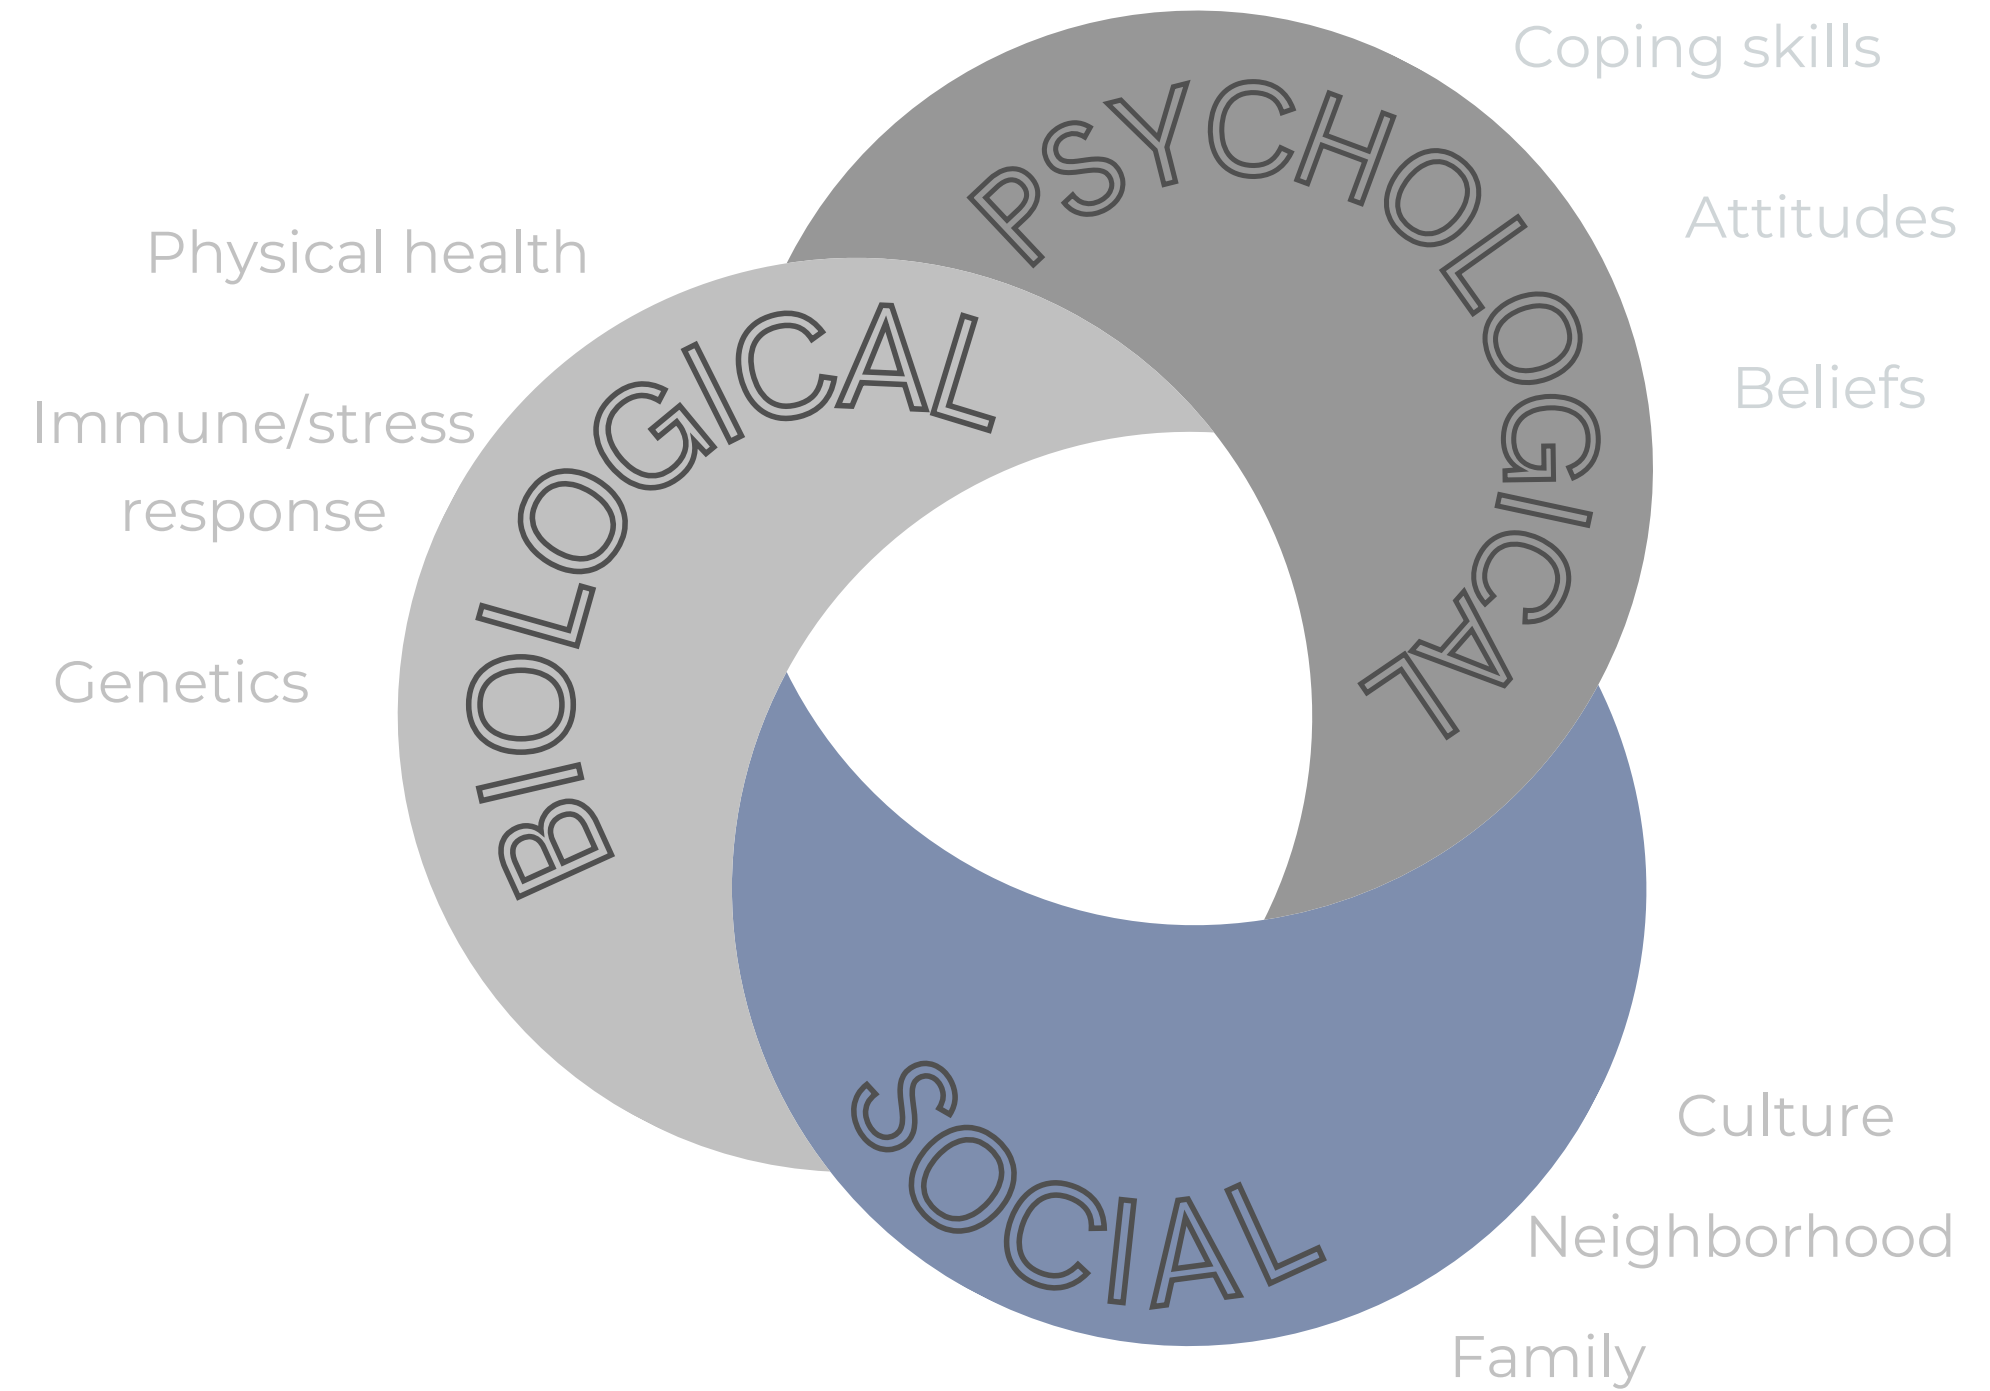 Coping skills
PSYCHOLOGICAL
Attitudes
Physical health
BIOLOGICAL
Beliefs
Immune/stress
response
Genetics
SOCIAL
Culture
Neighborhood
Family